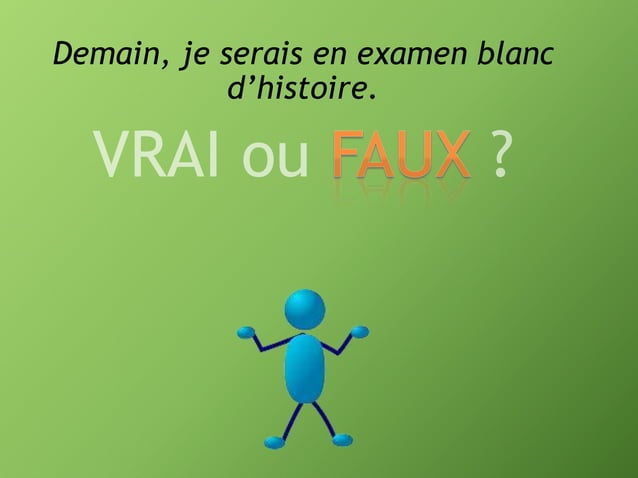 Demain, je serais en examen blanc
d’histoire.
VRAI ou FAUX ?